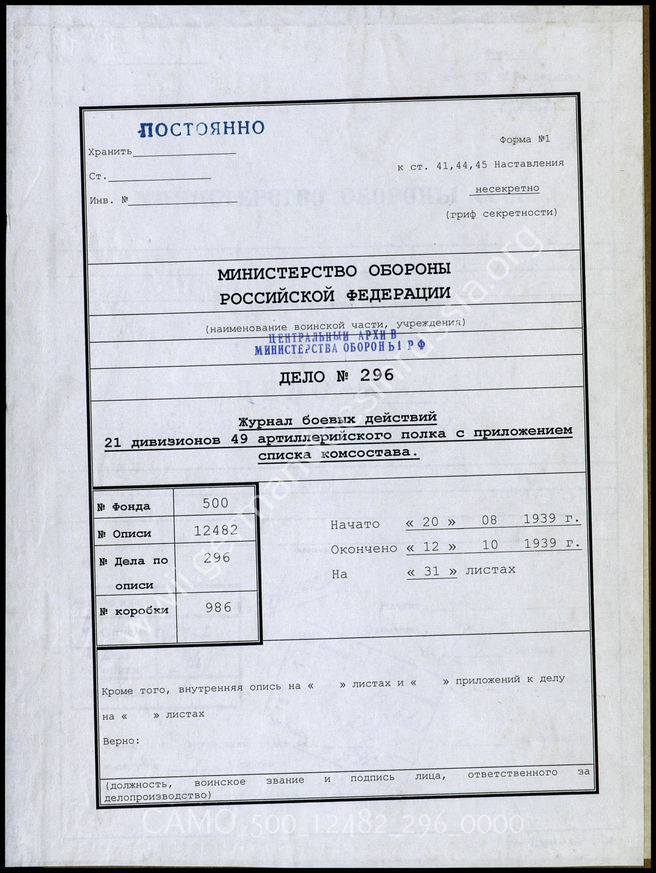 ПОСТОЯННО
Хранить
Форма №1
Ст.
к ст. 41,44,45 Наставления
Инв. №
несекретно
(гриф секретности)
МИНИСТЕРСТВО ОБОРОНЫ
РОССИЙСКОЙ ФЕДЕРАЦИИ
(наименование воинской части, учреждения)
ЦЕНТРАЛЬНЫЙ АРХИВ
МИНИСТЕРСТВА ОБОРОНЫ РФ
ДЕЛО № 296
Журнал боевых действий
21 дивизионов 49 артиллерийского полка с приложением
списка комсостава.
№ Фонда 500
№ Описи 12482
№ Дела по описи 296
№ коробки 986
Начато « 20 » 08 1939 г.
Окончено « 12 » 10 1939 г.
На « 31 » листах
Кроме того, внутренняя опись на « » листах и « » приложений к делу
на « » листах
Верно:
(должность, воинское звание и подпись лица, ответственного за
делопроизводство)
CAMO_500_12482_296_0000